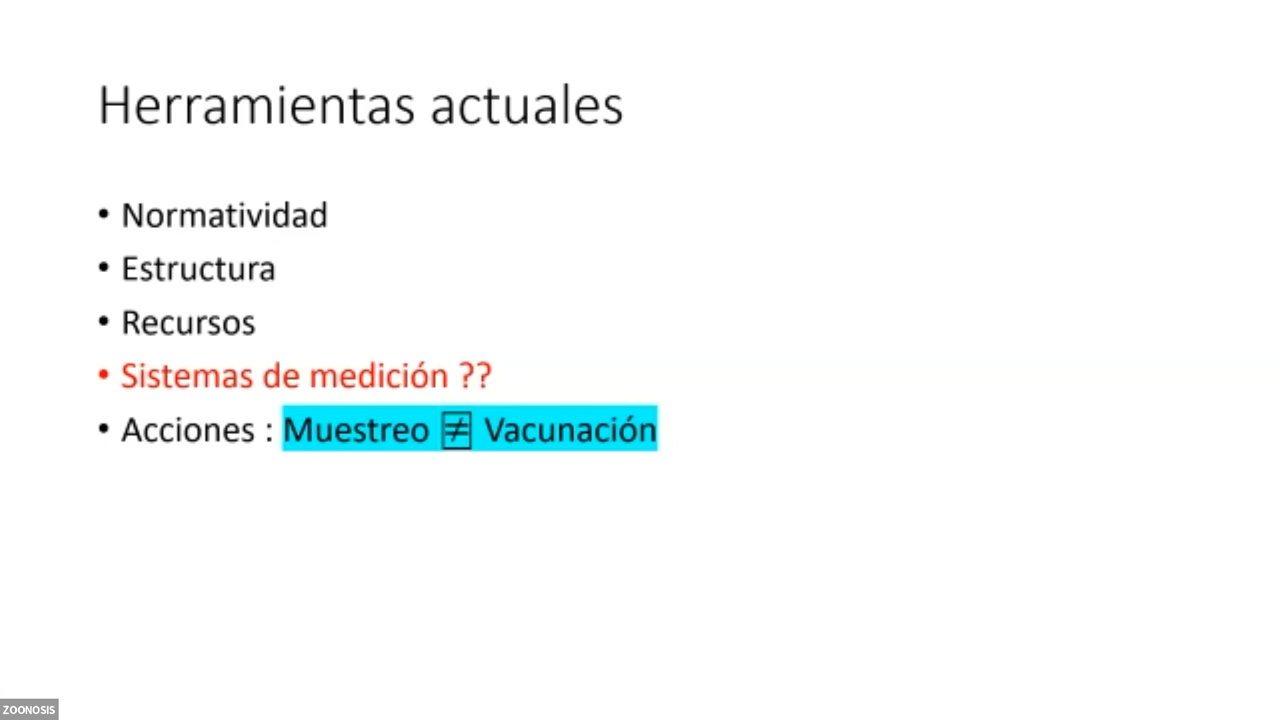 Herramientas actuales
• Normatividad
• Estructura
• Recursos
• Sistemas de medición ??
• Acciones : Muestreo ≠ Vacunación
ZOONOSIS